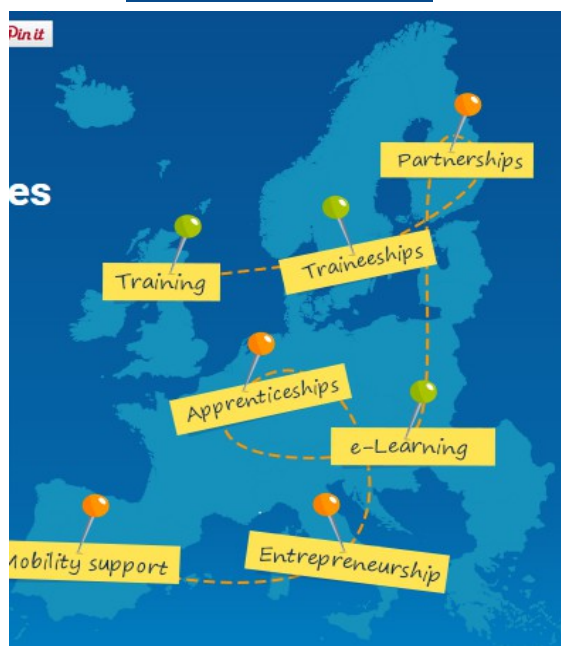 Pin it
es
Partnerships
Traineeships
Training
Apprenticeships
e-Learning
Mobility support
Entrepreneurship